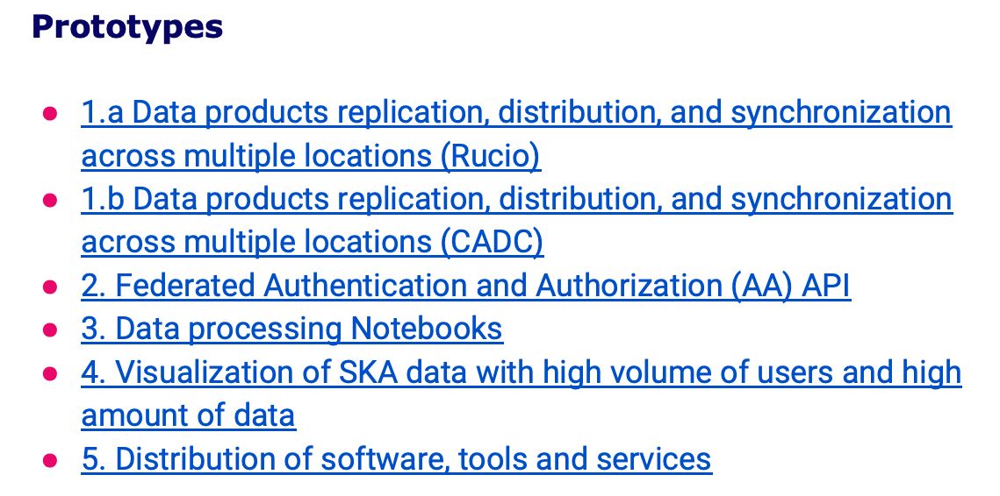 Prototypes
1.a Data products replication, distribution, and synchronization
across multiple locations (Rucio)
1.b Data products replication, distribution, and synchronization
across multiple locations (CADC)
2. Federated Authentication and Authorization (AA) API
3. Data processing Notebooks
4. Visualization of SKA data with high volume of users and high
amount of data
5. Distribution of software, tools and services